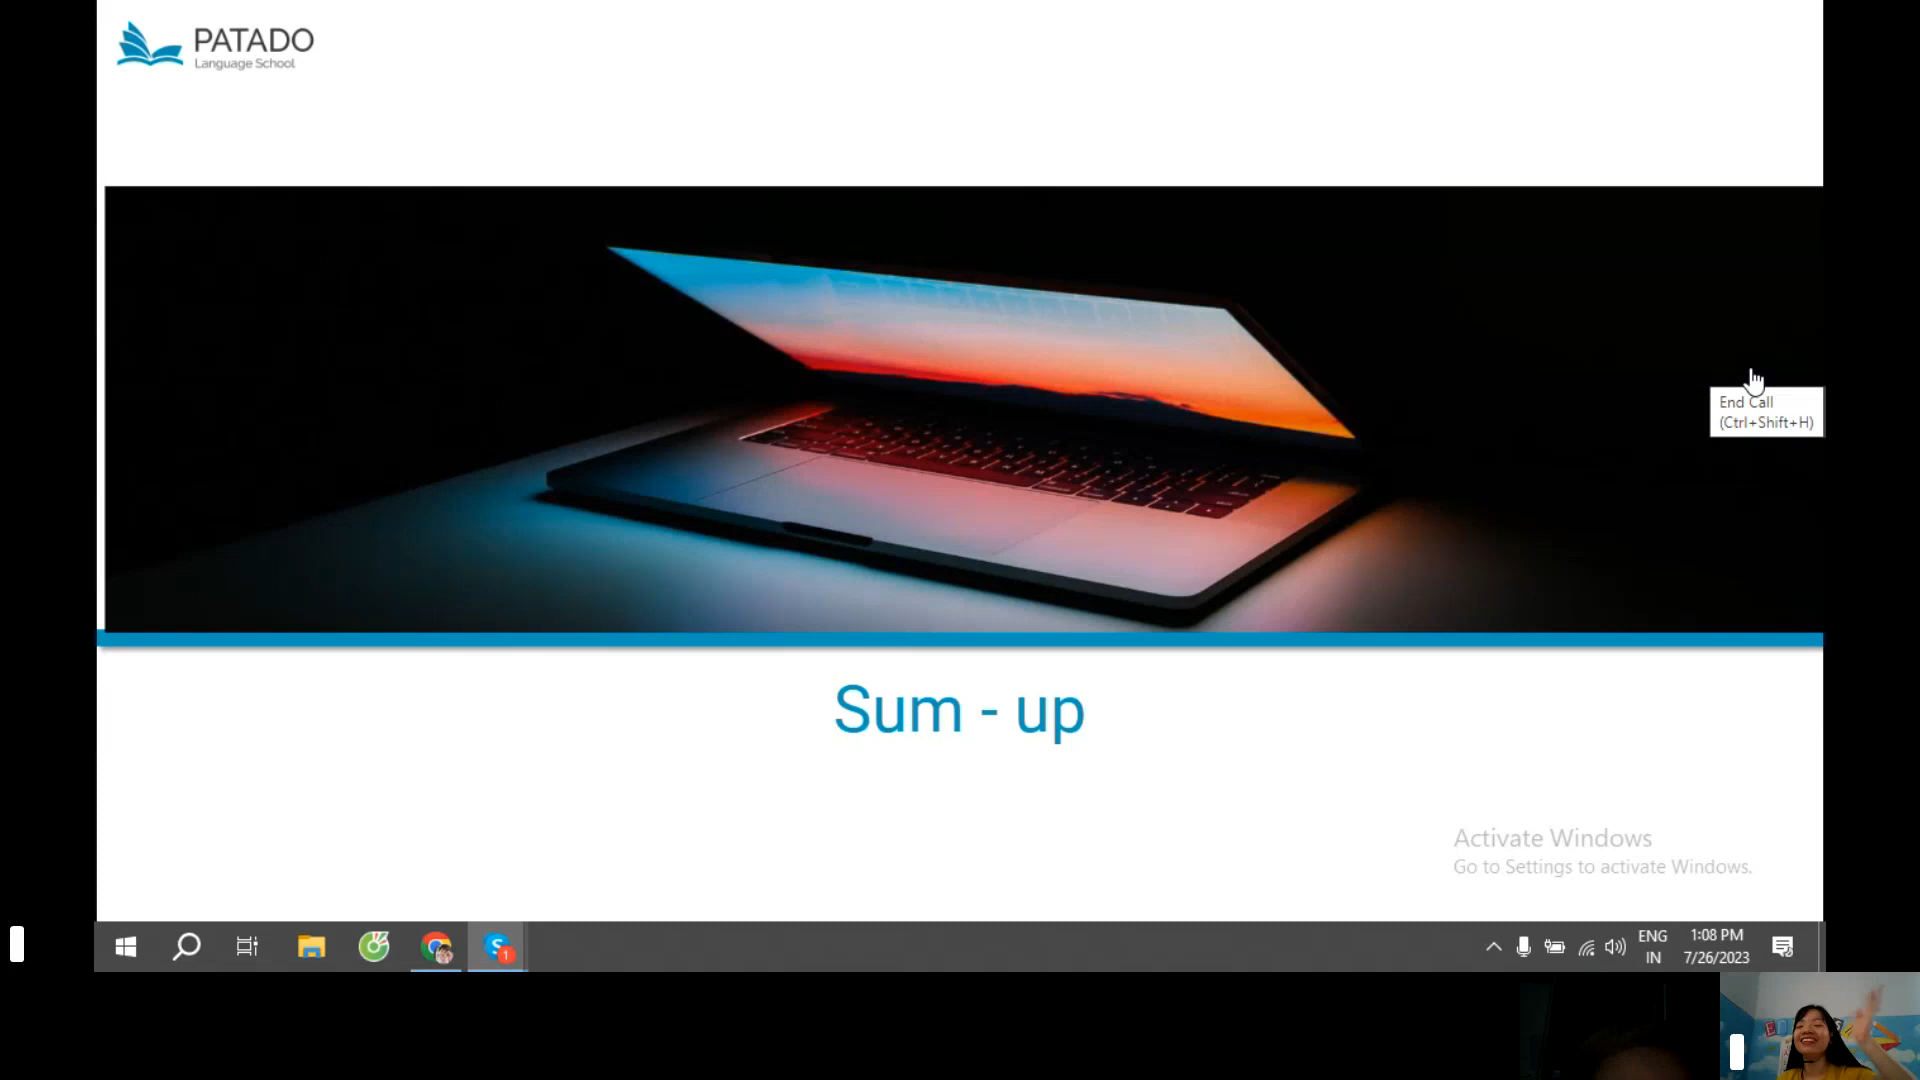 PATADO
Language School
End Call
(Ctrl+Shift+H)
Sum - up
Activate Windows
Go to Settings to activate Windows.
S
1
ENG
IN
1:08 PM
7/26/2023